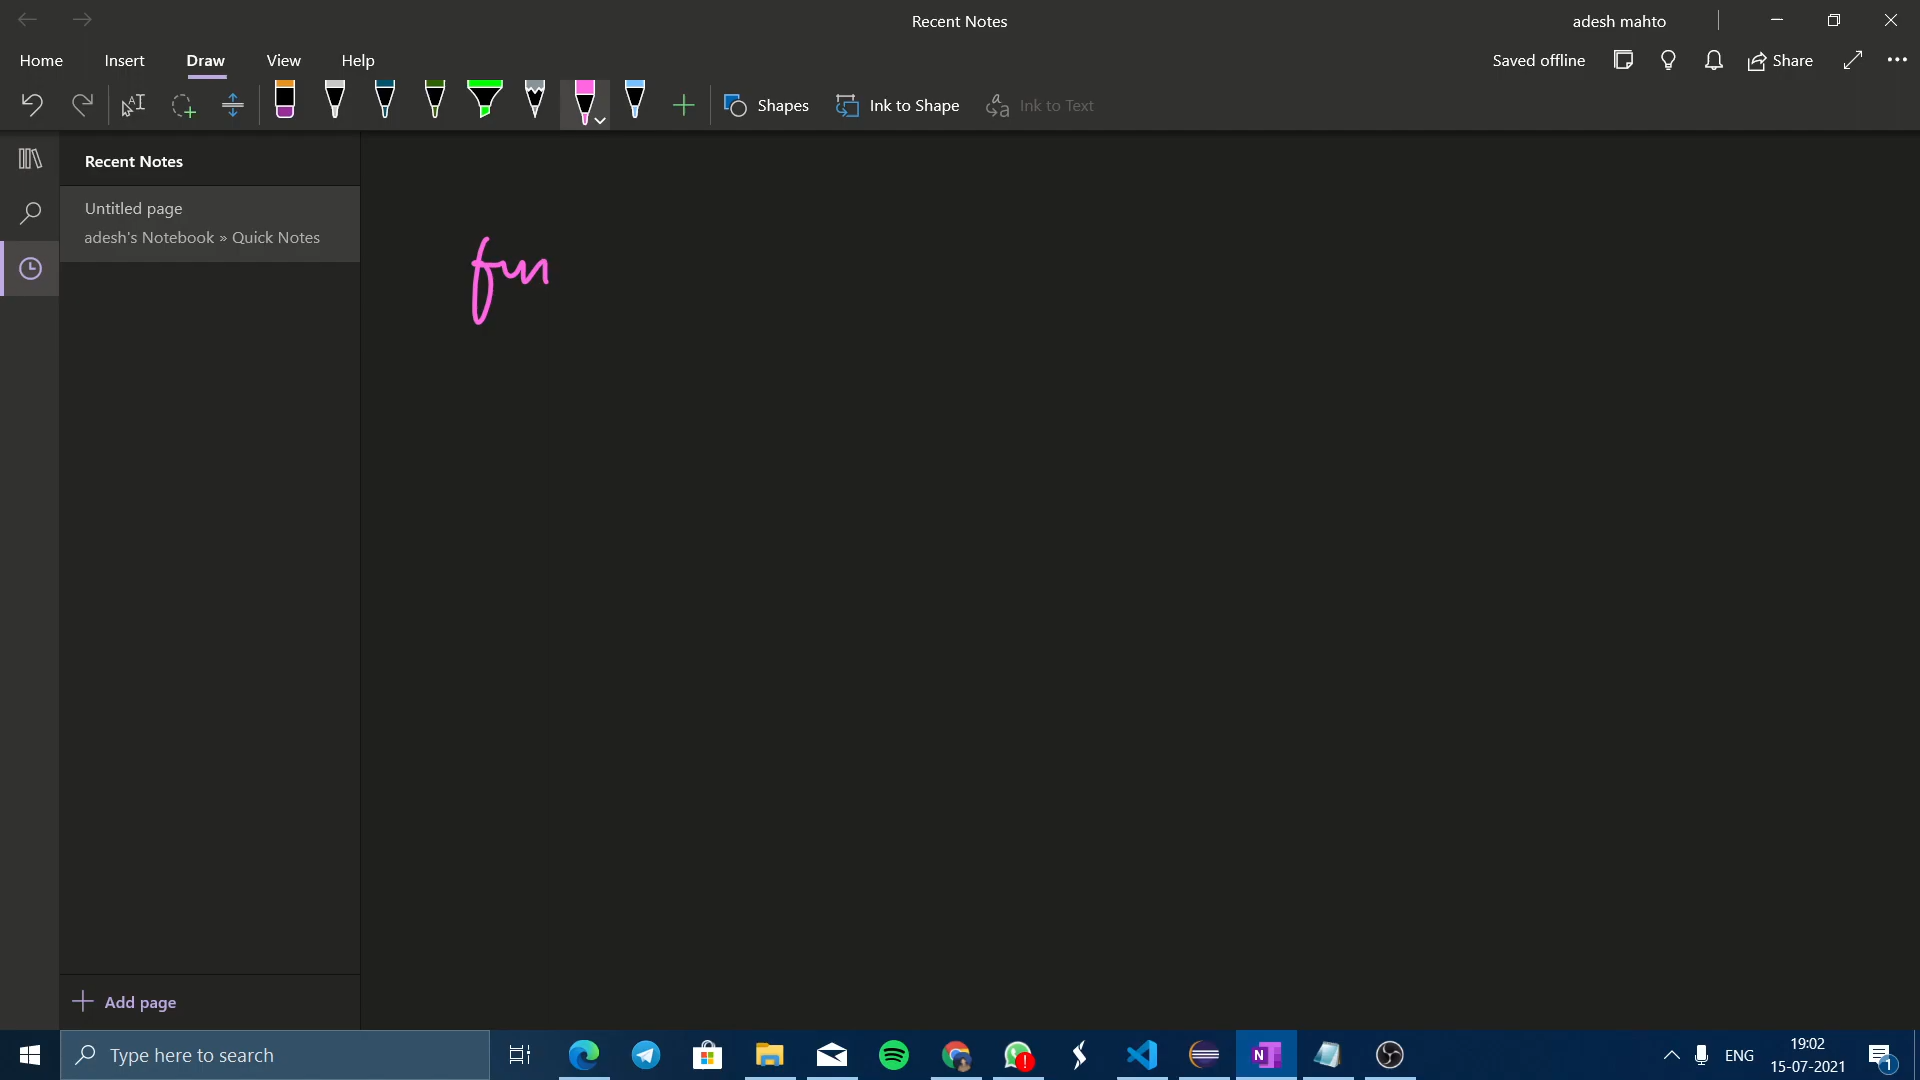 Recent Notes
adesh mahto
Home Insert Draw View Help
Saved offline Share
Shapes Ink to Shape Ink to Text
Recent Notes
Untitled page
adesh's Notebook » Quick Notes
fun
Add page
Type here to search
ENG
19:02
15-07-2021
1